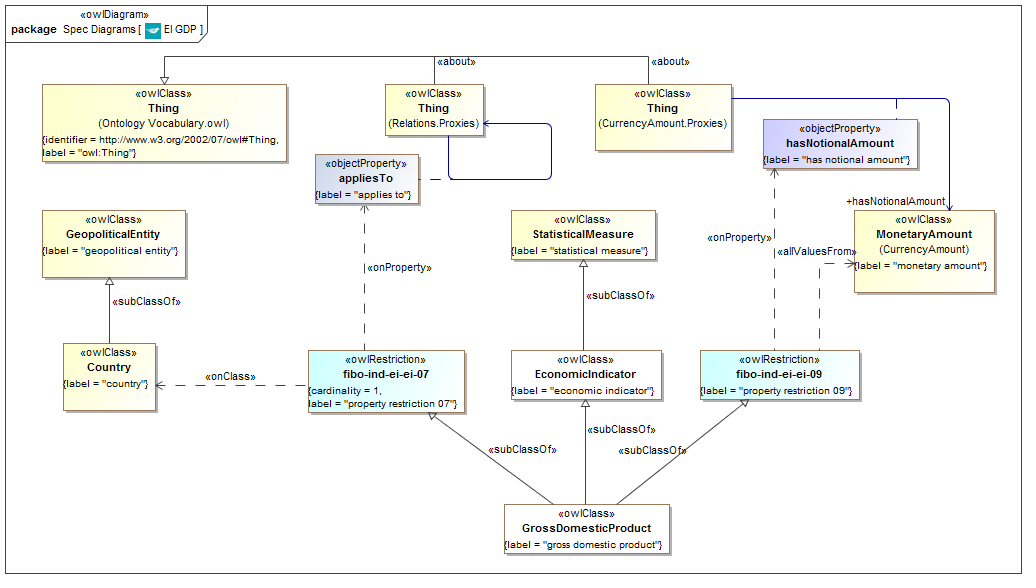 «owlDiagram»
package Spec Diagrams [ EI GDP ]
«about»
«about»
«owlClass»
Thing
(Ontology Vocabulary.owl)
{identifier = http://www.w3.org/2002/07/owl#Thing,
label = "owl:Thing"}
«owlClass»
Thing
(Relations.Proxies)
«owlClass»
Thing
(CurrencyAmount.Proxies)
«objectProperty»
hasNotionalAmount
{label = "has notional amount"}
«objectProperty»
appliesTo
{label = "applies to"}
+hasNotionalAmount
«owlClass»
GeopoliticalEntity
{label = "geopolitical entity"}
«owlClass»
StatisticalMeasure
{label = "statistical measure"}
«owlClass»
MonetaryAmount
(CurrencyAmount)
{label = "monetary amount"}
«onProperty»
«allValuesFrom»
«onProperty»
«subClassOf»
«subClassOf»
«owlClass»
Country
{label = "country"}
«onClass»
«owlRestriction»
fibo-ind-ei-ei-07
{cardinality = 1,
label = "property restriction 07"}
«owlClass»
EconomicIndicator
{label = "economic indicator"}
«owlRestriction»
fibo-ind-ei-ei-09
{label = "property restriction 09"}
«subClassOf»
«subClassOf»
«subClassOf»
«owlClass»
GrossDomesticProduct
{label = "gross domestic product"}